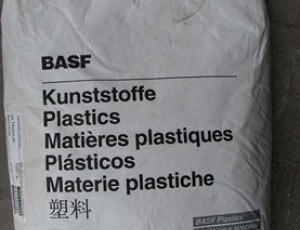 BASF
Kunststoffe
Plastics
Matières plastiques
Plásticos
Materie plastiche
塑料
BASF Plastics